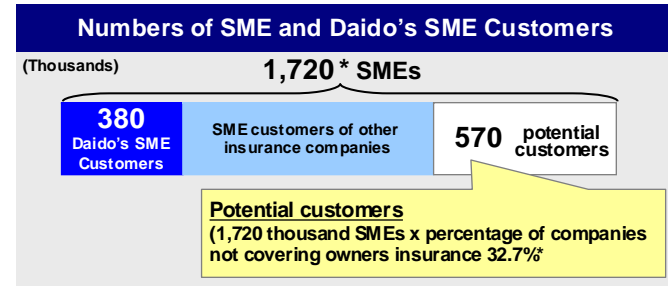 Numbers of SME and Daido's SME Customers
(Thousands)
1,720 * SMEs
380
Daido's SME
Customers
SME customers of other
insurance companies
570 potential
customers
Potential customers
(1,720 thousand SMEs x percentage of companies
not covering owners insurance 32.7%*